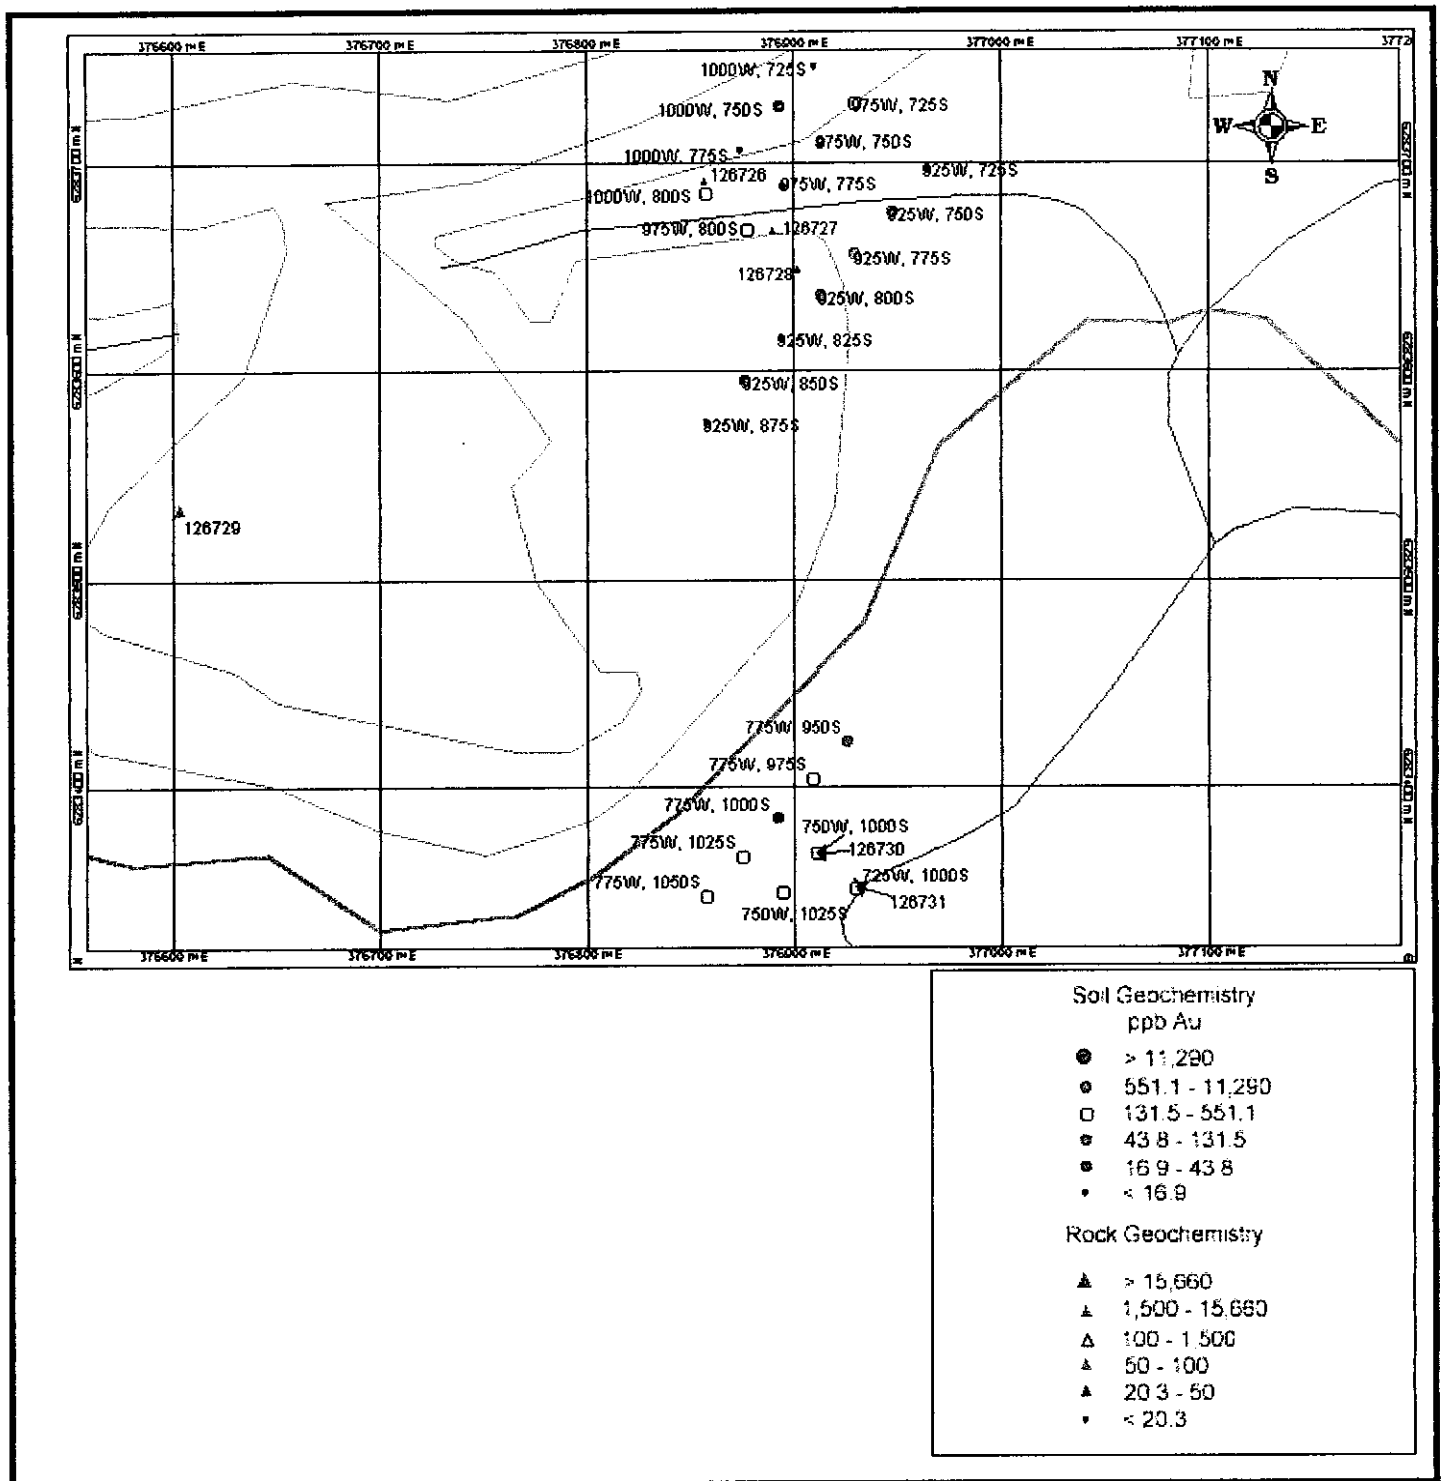 376600 m E
376700 m E
376800 m E
376900 m E
377000 m E
377100 m E
3772
1000W, 725S
N
1000W, 750S
975W, 725S
W
E
975W, 750S
S
1000W, 775S
925W, 725S
126726
975W, 775S
1000W, 800S
925W, 750S
975W, 800S
126727
925W, 775S
126728
925W, 800S
925W, 825S
925W, 850S
925W, 875S
126729
775W, 950S
775W, 975S
775W, 1000S
750W, 1000S
775W, 1025S
126730
775W, 1050S
725W, 1000S
126731
750W, 1025S
376600 m E
376700 m E
376800 m E
376900 m E
377000 m E
377100 m E
Soil Geochemistry
ppb Au
> 11,290
551.1 - 11,290
131.5 - 551.1
43.8 - 131.5
16.9 - 43.8
< 16.9
Rock Geochemistry
> 15,660
1,500 - 15,660
100 - 1,500
50 - 100
20.3 - 50
< 20.3